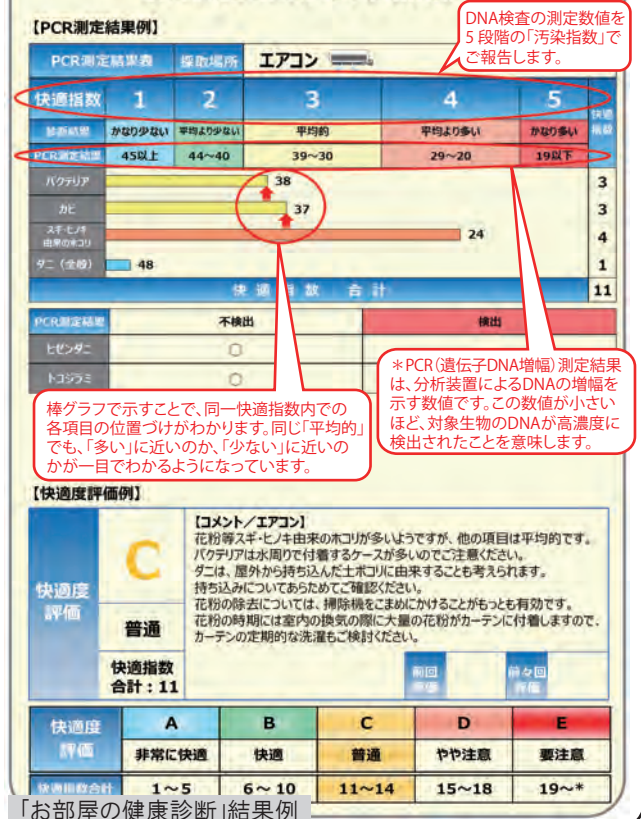 【PCR測定結果例】
DNA検査の測定数値を
5段階の「汚染指数」で
ご報告します。
PCR測定結果表 採取場所 エアコン
快適指数 1 2 3 4 5 快適指数
診断結果 かなり少ない 平均より少ない 平均的 平均より多い かなり多い
PCR測定結果 45以上 44～40 39～30 29～20 19以下
バクテリア 38 3
カビ 37 3
スギ・ヒノキ
由来のホコリ 24 4
ダニ（全般） 48 1
快適指数 合計 11
PCR測定結果 不検出 検出
ヒゼンダニ ○
トコジラミ ○
棒グラフで示すことで、同一快適指数内での
各項目の位置づけがわかります。同じ「平均的」
でも、「多い」に近いのか、「少ない」に近いの
かが一目でわかるようになっています。
＊PCR（遺伝子DNA増幅）測定結果
は、分析装置によるDNAの増幅を
示す数値です。この数値が小さい
ほど、対象生物のDNAが高濃度に
検出されたことを意味します。
【快適度評価例】
快適度
評価
C
普通
快適指数
合計：11
【コメント／エアコン】
花粉等スギ・ヒノキ由来のホコリが多いようですが、他の項目は平均的です。
バクテリアは水周りで付着するケースが多いのでご注意ください。
ダニは、屋外から持ち込んだ土ボコリに由来することも考えられます。
持ち込みについてあらためてご確認ください。
花粉の除去については、掃除機をこまめにかけることがもっとも有効です。
花粉の時期には室内の換気の際に大量の花粉がカーテンに付着しますので、
カーテンの定期的な洗濯もご検討ください。
前回評価 前々回評価
快適度評価 A B C D E
非常に快適 快適 普通 やや注意 要注意
快適指数合計 1～5 6～10 11～14 15～18 19～*
「お部屋の健康診断」結果例